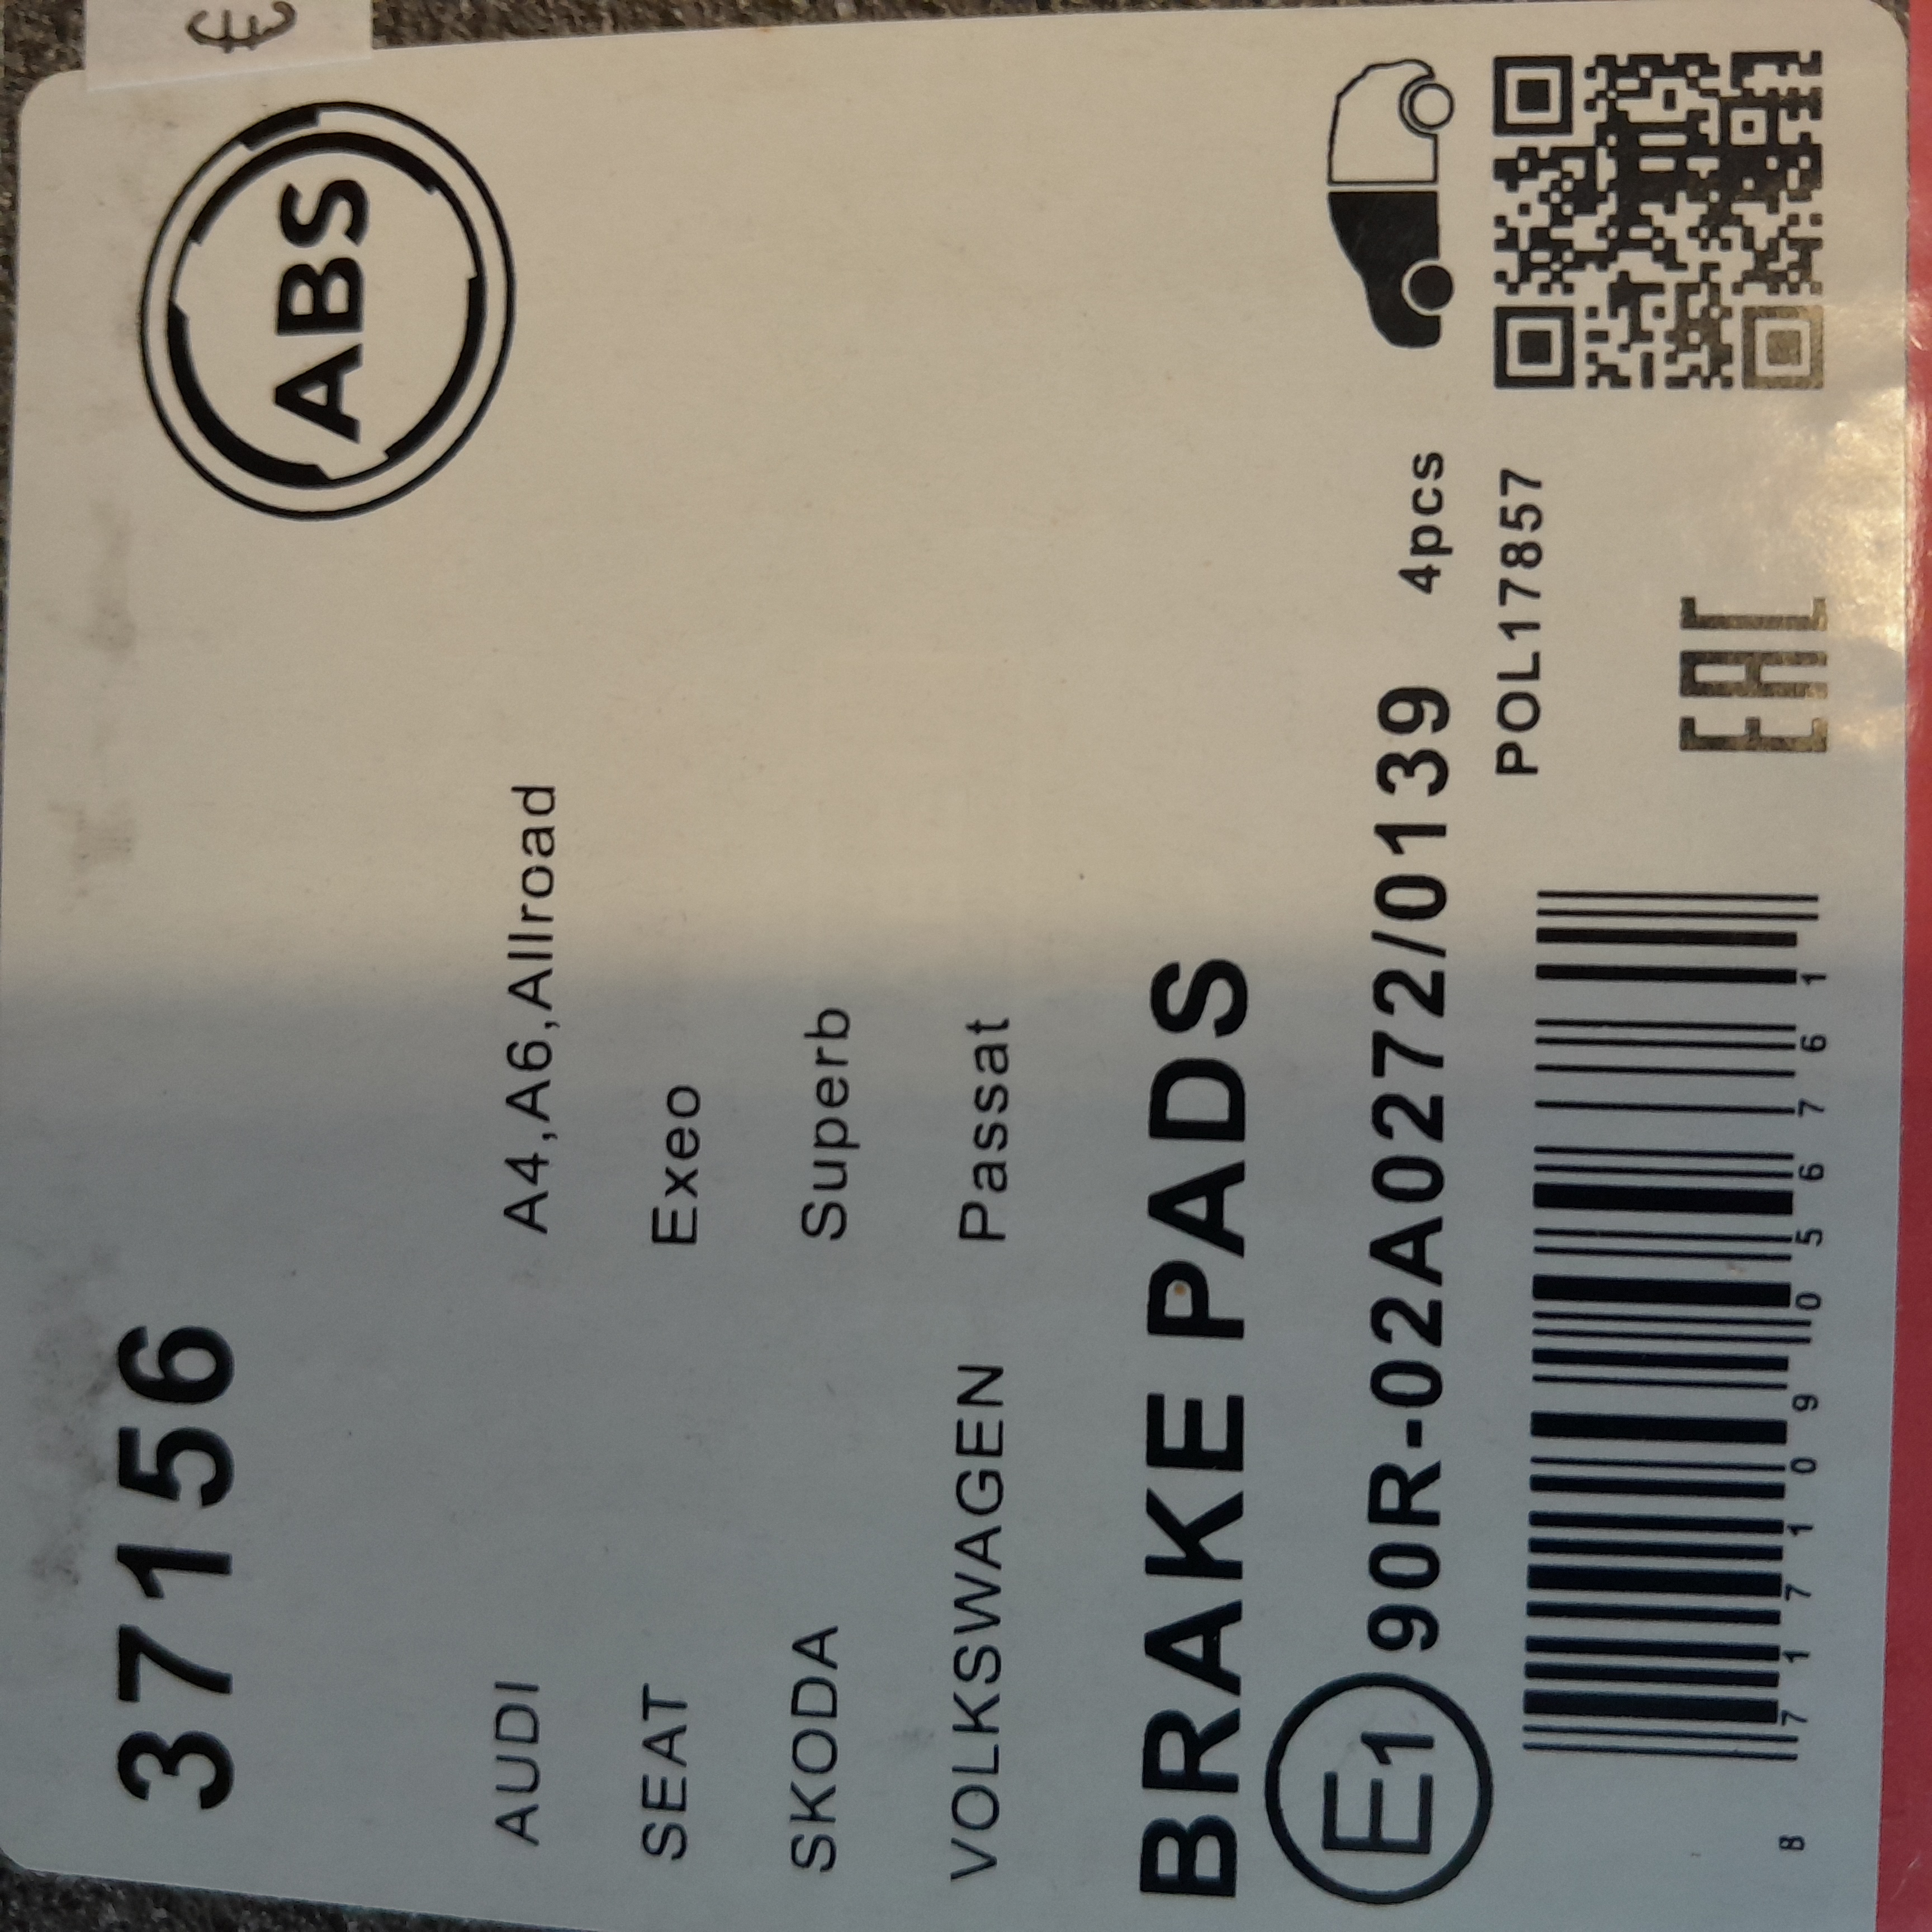 €
37156
ABS
AUDI A4,A6,Allroad
SEAT Exeo
SKODA Superb
VOLKSWAGEN Passat
BRAKE PADS
E1 90R-02A0272/0139 4pcs
POL17857
EAC
8 717109 056761